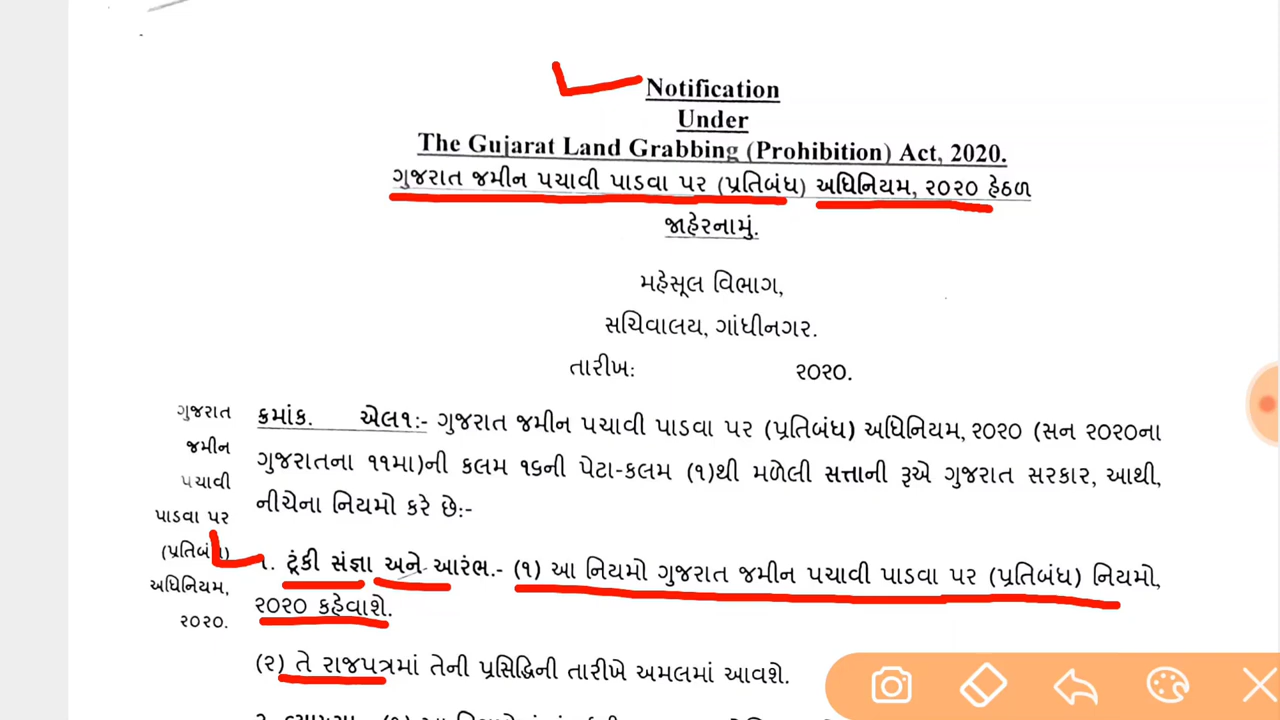 Notification
Under
The Gujarat Land Grabbing (Prohibition) Act, 2020.
ગુજરાત જમીન પચાવી પાડવા પર (પ્રતિબંધ) અધિનિયમ, ૨૦૨૦ હેઠળ
જાહેરનામું.
મહેસૂલ વિભાગ,
સચિવાલય, ગાંધીનગર.
તારીખ: ૨૦૨૦.
ગુજરાત
જમીન
પચાવી
પાડવા પર
(પ્રતિબંધ)
અધિનિયમ,
૨૦૨૦.
ક્રમાંક. એલ૧:- ગુજરાત જમીન પચાવી પાડવા પર (પ્રતિબંધ) અધિનિયમ, ૨૦૨૦ (સન ૨૦૨૦ના
ગુજરાતના ૧૧મા)ની કલમ ૧૬ની પેટા-કલમ (૧)થી મળેલી સત્તાની રૂએ ગુજરાત સરકાર, આથી,
નીચેના નિયમો કરે છે:-
૧. ટૂંકી સંજ્ઞા અને આરંભ.- (૧) આ નિયમો ગુજરાત જમીન પચાવી પાડવા પર (પ્રતિબંધ) નિયમો,
૨૦૨૦ કહેવાશે.
(૨) તે રાજપત્રમાં તેની પ્રસિદ્ધિની તારીખે અમલમાં આવશે.